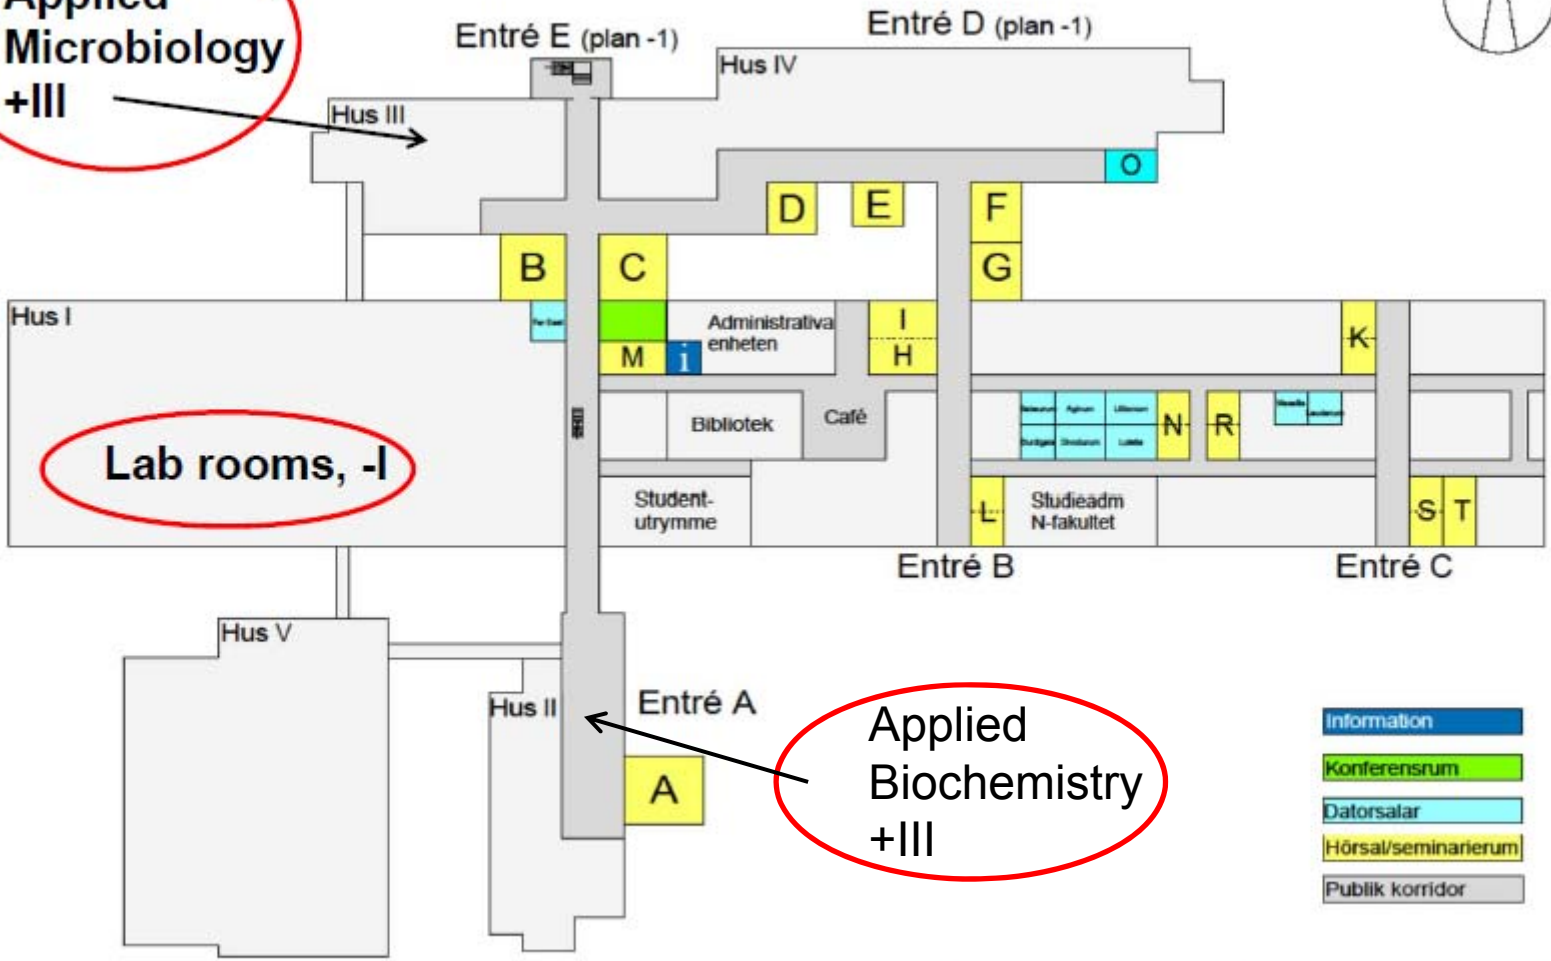 Applied
Microbiology
+III
Entré E (plan -1)
Entré D (plan -1)
Hus IV
Hus III
O
D
E
F
B
C
G
Hus I
Administrativa
enheten
I
H
K
M
i
Bibliotek
Café
N
R
Lab rooms, -I
Student-
utrymme
L
Studieadm
N-fakultet
S
T
Entré B
Entré C
Hus V
Hus II
Entré A
A
Applied
Biochemistry
+III
Information
Konferensrum
Datorsalar
Hörsal/seminarierum
Publik korridor